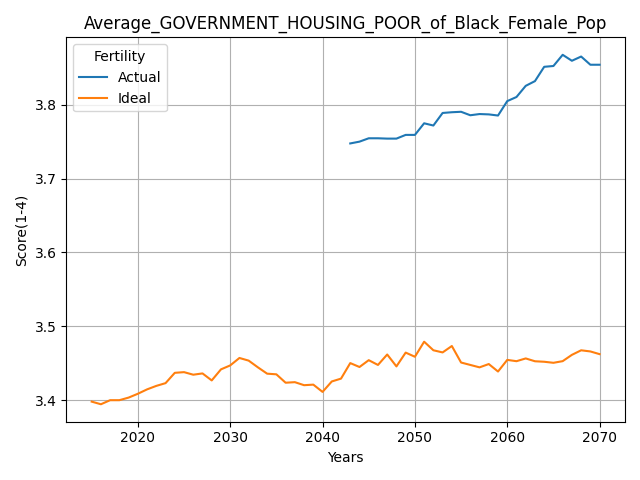 Average_GOVERNMENT_HOUSING_POOR_of_Black_Female_Pop
Fertility
Actual
Ideal
Score(1-4)
3.8
3.7
3.6
3.5
3.4
2020 2030 2040 2050 2060 2070
Years